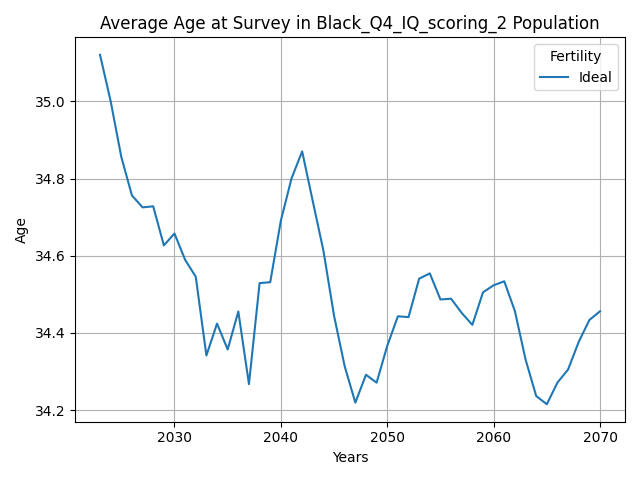 Average Age at Survey in Black_Q4_IQ_scoring_2 Population
Fertility
Ideal
35.0
34.8
34.6
34.4
34.2
Age
2030 2040 2050 2060 2070
Years